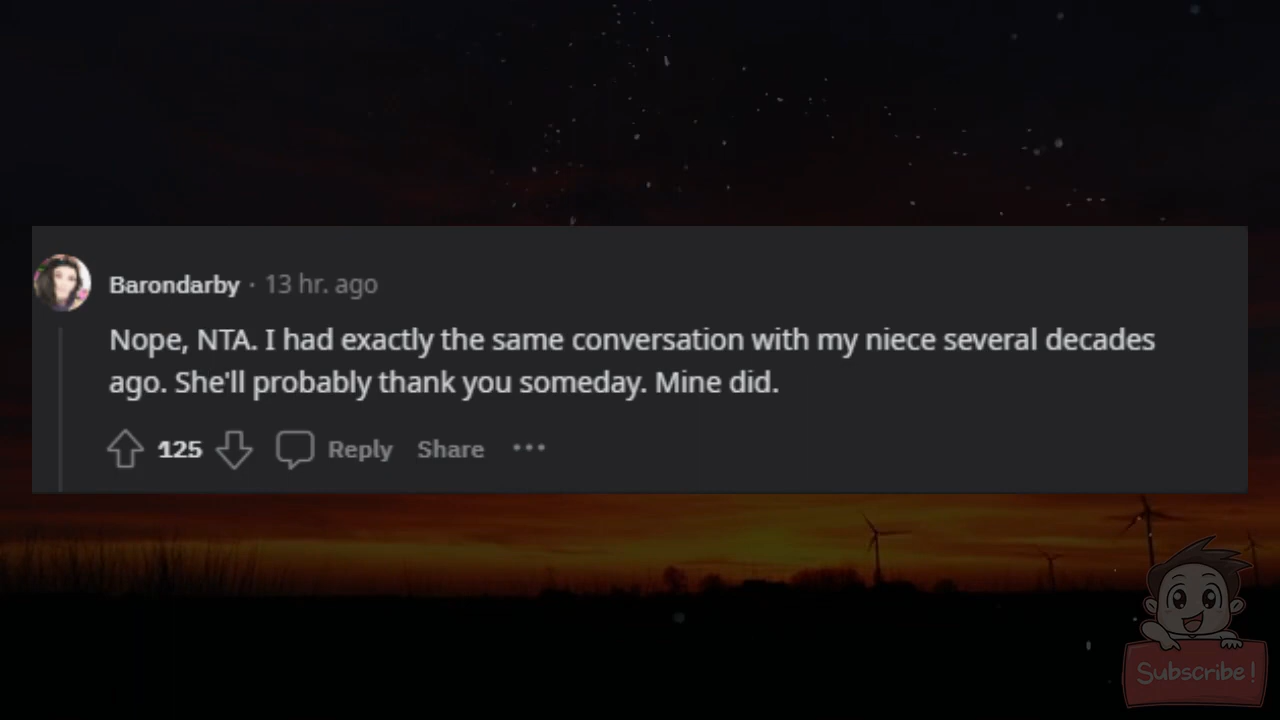 Barondarby · 13 hr. ago
Nope, NTA. I had exactly the same conversation with my niece several decades
ago. She'll probably thank you someday. Mine did.
125 Reply Share ···
Subscribe!